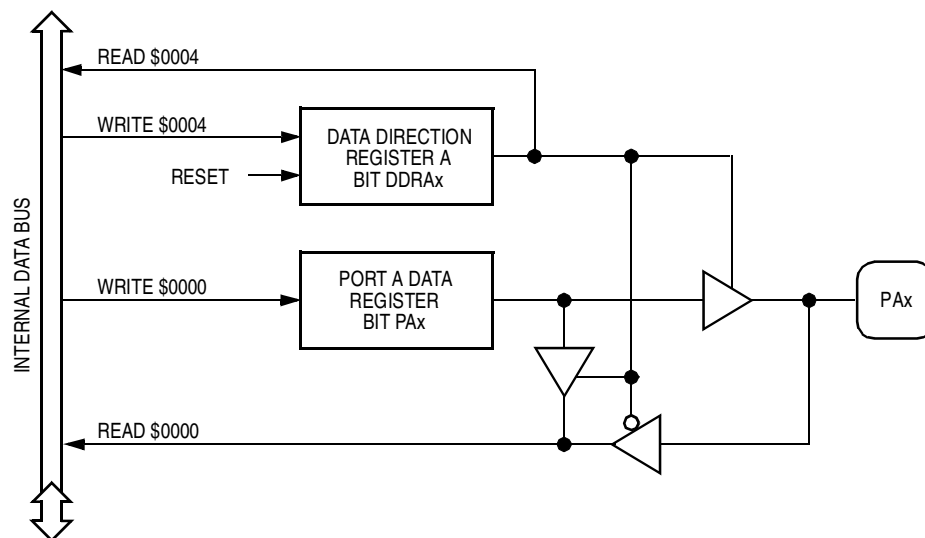 READ $0004
WRITE $0004
DATA DIRECTION
REGISTER A
BIT DDRAx
RESET
INTERNAL DATA BUS
WRITE $0000
PORT A DATA
REGISTER
BIT PAx
PAx
READ $0000